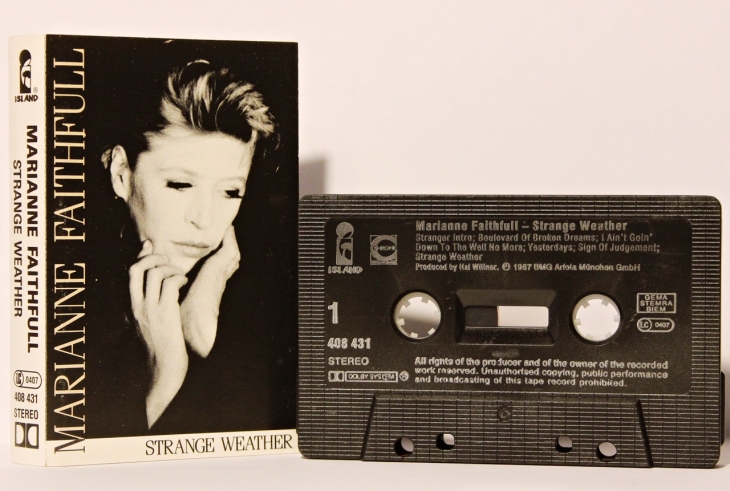 ISLAND
MARIANNE FAITHFULL
STRANGE WEATHER
LC 0407
408 431
STEREO
MARIANNE FAITHFULL
STRANGE WEATHER
Marianne Faithfull – Strange Weather
Stranger Intro; Boulevard Of Broken Dreams; I Ain't Goin'
Down To The Well No More; Yesterdays; Sign Of Judgement;
Strange Weather
Produced by Hal Willner. ℗ 1987 BMG Ariola München GmbH
ISLAND
1
408 431
STEREO
DOLBY SYSTEM
GEMA
STEMRA
BIEM
LC 0407
All rights of the producer and of the owner of the recorded
work reserved. Unauthorised copying, public performance
and broadcasting of this tape record prohibited.